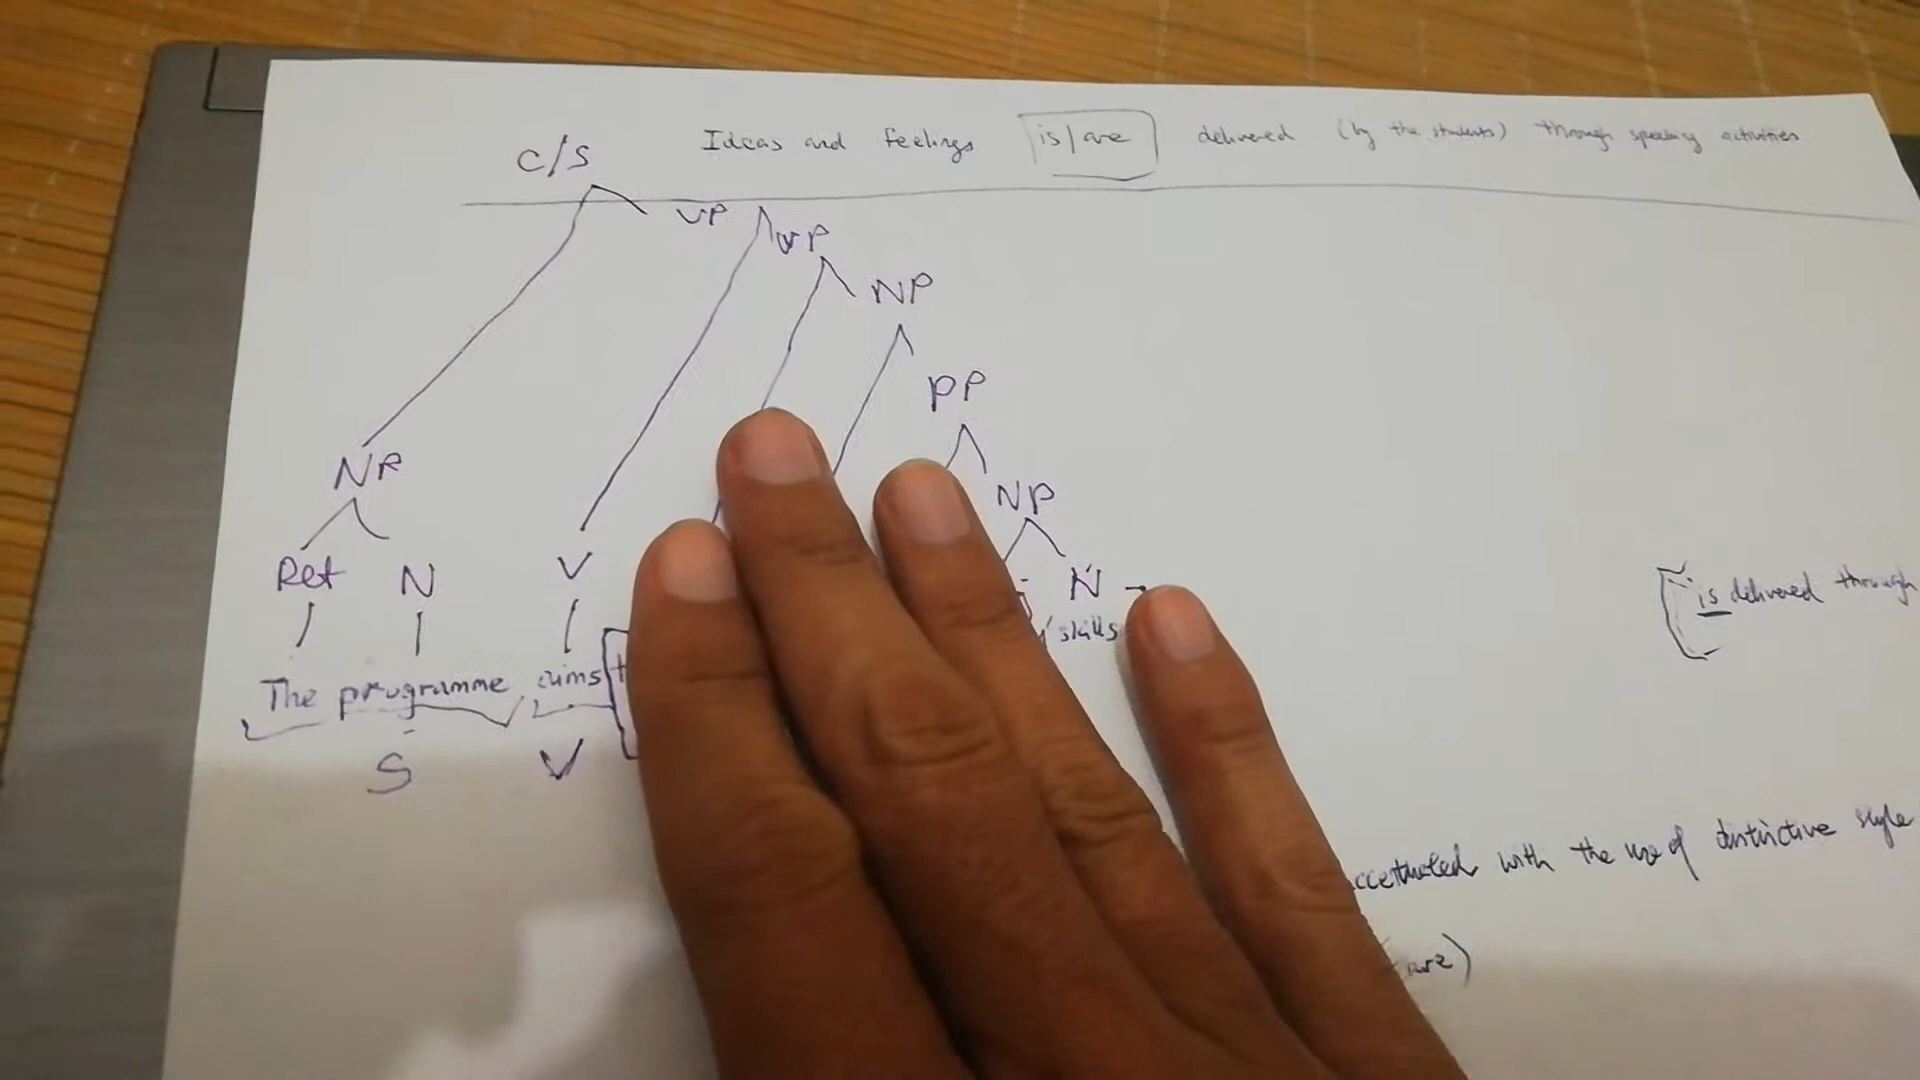 Ideas and feelings is/are delivered (by the students) through speaking activities
C/S
VP
VP
NP
PP
NP
NP
Det N V N
skills
The programme aims
S V
is delivered through
with the use of distinctive style